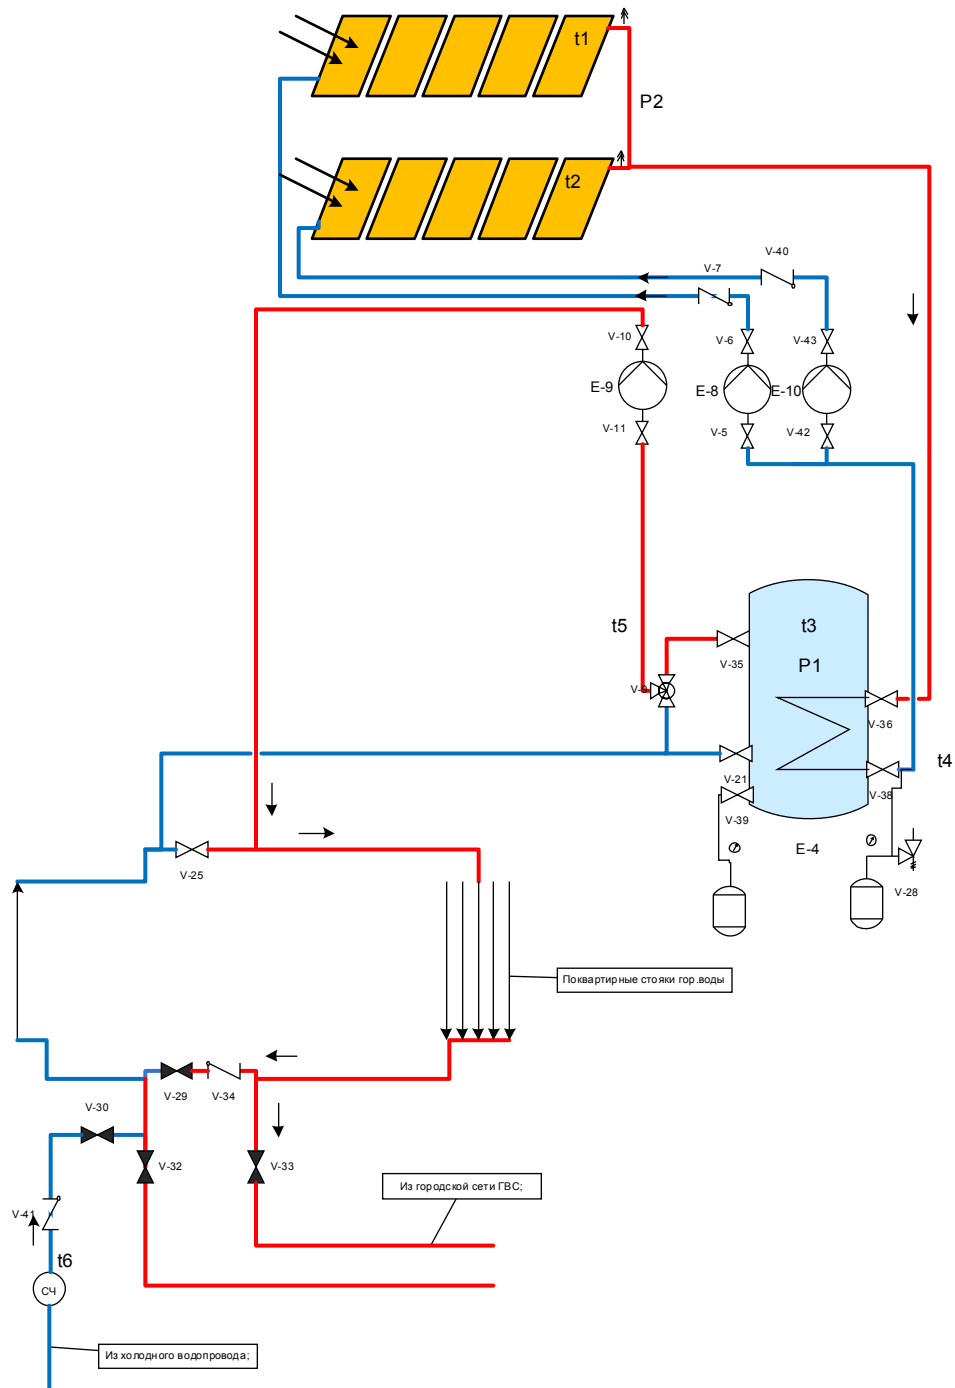 t1
P2
t2
V-40
V-7
V-10
V-6
V-43
E-9
E-8
E-10
V-11
V-5
V-42
t5
t3
P1
V-35
V-9
V-36
t4
V-21
V-38
V-39
E-4
V-25
V-28
Поквартирные стояки гор.воды
V-29
V-34
V-30
V-32
V-33
Из городской сети ГВС;
V-41
t6
СЧ
Из холодного водопровода;